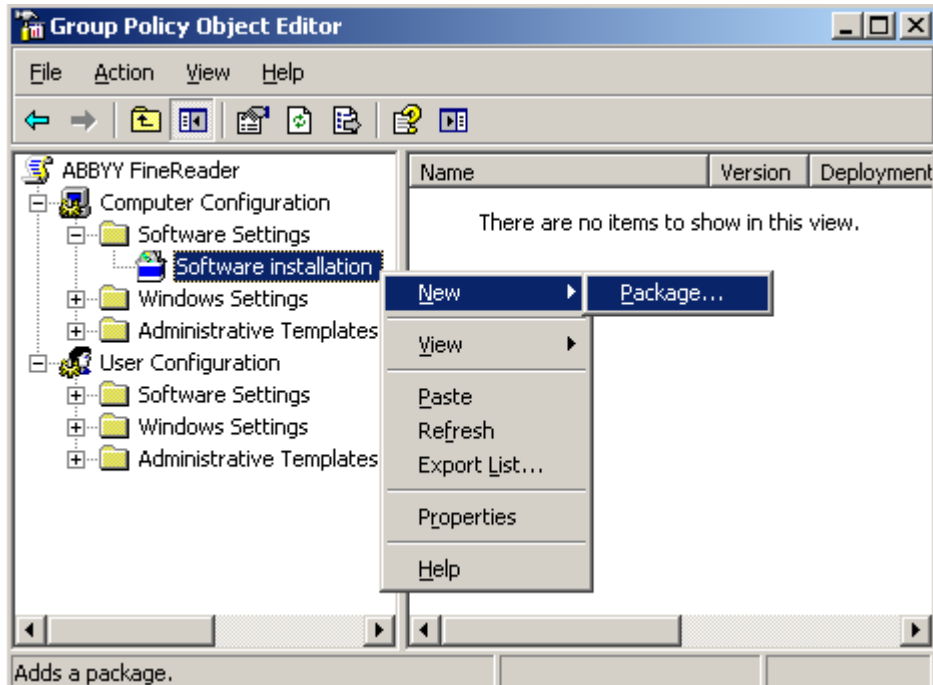 Group Policy Object Editor
File Action View Help
ABBYY FineReader
Computer Configuration
Software Settings
Software installation
Windows Settings
Administrative Templates
User Configuration
Software Settings
Windows Settings
Administrative Templates
Name Version Deployment
There are no items to show in this view.
New
Package...
View
Paste
Refresh
Export List...
Properties
Help
Adds a package.